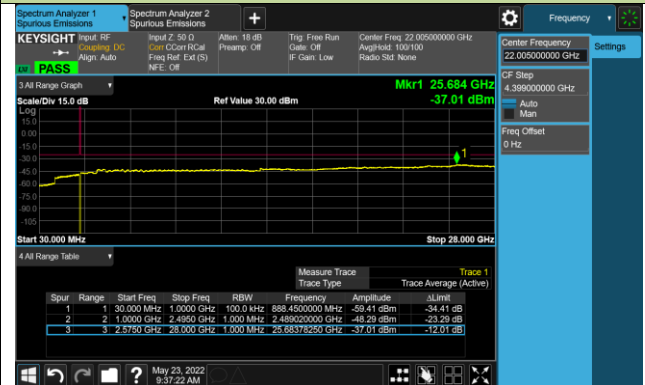 Spectrum Analyzer 1
Spurious Emissions
Spectrum Analyzer 2
Spurious Emissions
+
Frequency
KEYSIGHT
Input: RF
Coupling: DC
Align: Auto
Input Z: 50 Ω
Corr CCorr RCal
Freq Ref: Ext (S)
NFE: Off
Atten: 18 dB
Preamp: Off
Trig: Free Run
Gate: Off
IF Gain: Low
Center Freq: 22.005000000 GHz
Avg|Hold: 100/100
Radio Std: None
PASS
Center Frequency
22.005000000 GHz
Settings
CF Step
4.399000000 GHz
Auto
Man
Freq Offset
0 Hz
3 All Range Graph
Mkr1 25.684 GHz
Scale/Div 15.0 dB
Ref Value 30.00 dBm
-37.01 dBm
Log
15.0
0.00
-15.0
-30.0
-45.0
-60.0
-75.0
-90.0
-105
1
Start 30.000 MHz
Stop 28.000 GHz
4 All Range Table
Measure Trace Trace 1
Trace Type Trace Average (Active)
Spur Range Start Freq Stop Freq RBW Frequency Amplitude ΔLimit
1 1 30.000 MHz 1.0000 GHz 100.0 kHz 888.4500000 MHz -59.41 dBm -34.41 dB
2 2 1.0000 GHz 2.4950 GHz 1.000 MHz 2.489020000 GHz -48.29 dBm -23.29 dB
3 3 2.5750 GHz 28.000 GHz 1.000 MHz 25.68378250 GHz -37.01 dBm -12.01 dB
?
May 23, 2022
9:37:22 AM